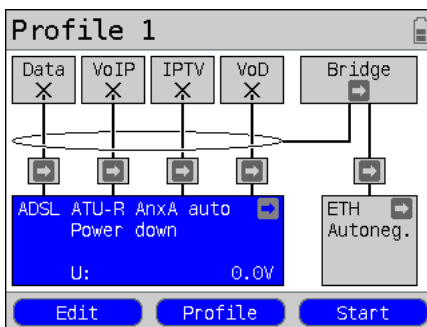 Profile 1
Data VoIP IPTV VoD Bridge
ADSL ATU-R AnxA auto
Power down
U: 0.0V
ETH
Autoneg.
Edit Profile Start